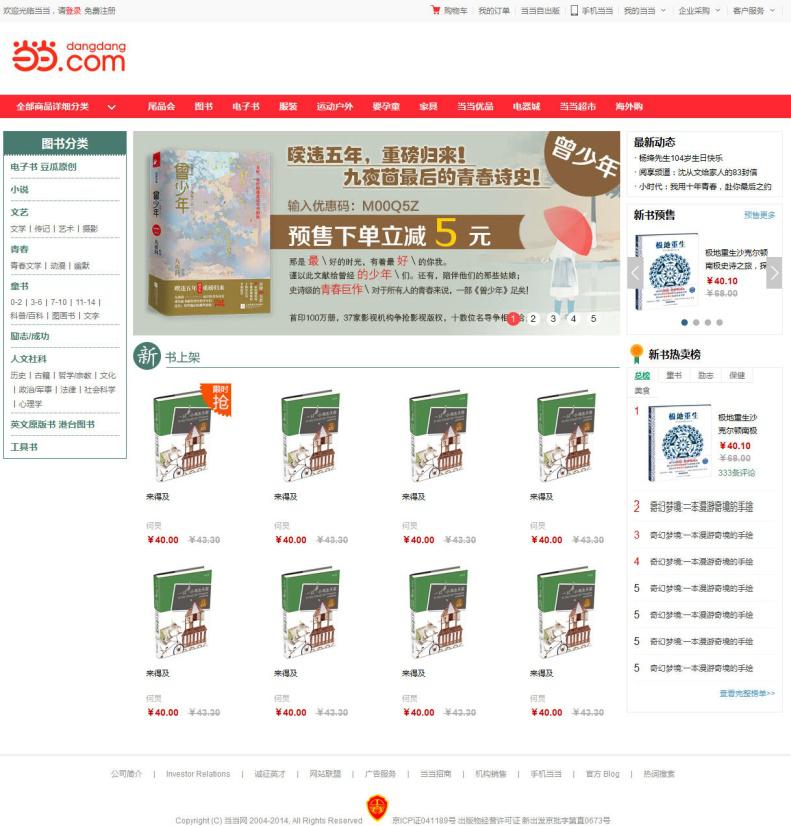 欢迎光临当当，请登录 免费注册
购物车 我的订单 当当自出版 手机当当 我的当当 企业采购 客户服务
当当.com
dangdang
全部商品详细分类 尾品会 图书 电子书 服装 运动户外 婴孕童 家具 当当优品 电器城 当当超市 海外购
图书分类
电子书 豆瓣原创
小说
文艺
文学 | 传记 | 艺术 | 摄影
青春
青春文学 | 动漫 | 幽默
童书
0-2 | 3-6 | 7-10 | 11-14 |
科普/百科 | 图画书 | 文字
励志/成功
人文社科
历史 | 古籍 | 哲学/宗教 | 文化
| 政治/军事 | 法律 | 社会科学
| 心理学
英文原版书 港台图书
工具书
曾少年
九夜茴
曾少年
暌违五年，重磅归来！
九夜茴最后的青春诗史！
输入优惠码：M00Q5Z
预售下单立减 5 元
那是 最 \ 好的时光，有着最 好 \ 的你我。
谨以此文献给曾经 的少年 \ 们。还有，陪伴他们的那些姑娘；
史诗级的青春巨作 \ 对于所有人的青春来说，一部《曾少年》足矣！
首印100万册，37家影视机构争抢影视版权，十数位名导争相
1 2 3 4 5
最新动态
· 杨绛先生104岁生日快乐
· 阅享频道：沈从文给家人的83封信
· 小时代：我用十年青春，赴你最后之约
新书预售 预售更多
极地重生
极地重生沙克尔顿
南极史诗之旅，探
￥40.10
￥68.00
新 书上架
限时
抢
来得及 来得及 来得及 来得及
何炅 何炅 何炅 何炅
￥40.00 ￥43.30 ￥40.00 ￥43.30 ￥40.00 ￥43.30 ￥40.00 ￥43.30
来得及 来得及 来得及 来得及
何炅 何炅 何炅 何炅
￥40.00 ￥43.30 ￥40.00 ￥43.30 ￥40.00 ￥43.30 ￥40.00 ￥43.30
新书热卖榜
总榜 童书 励志 保健
美食
1
极地重生
极地重生沙
克尔顿南极
￥40.10
￥68.00
333条评论
2 奇幻梦境:一本漫游奇境的手绘
3 奇幻梦境:一本漫游奇境的手绘
4 奇幻梦境:一本漫游奇境的手绘
5 奇幻梦境:一本漫游奇境的手绘
5 奇幻梦境:一本漫游奇境的手绘
5 奇幻梦境:一本漫游奇境的手绘
5 奇幻梦境:一本漫游奇境的手绘
查看完整榜单>>
公司简介 | Investor Relations | 诚征英才 | 网站联盟 | 广告服务 | 当当招商 | 机构销售 | 手机当当 | 官方 Blog | 热词搜索
Copyright (C) 当当网 2004-2014, All Rights Reserved 京ICP证041189号 出版物经营许可证 新出发京批字第直0673号